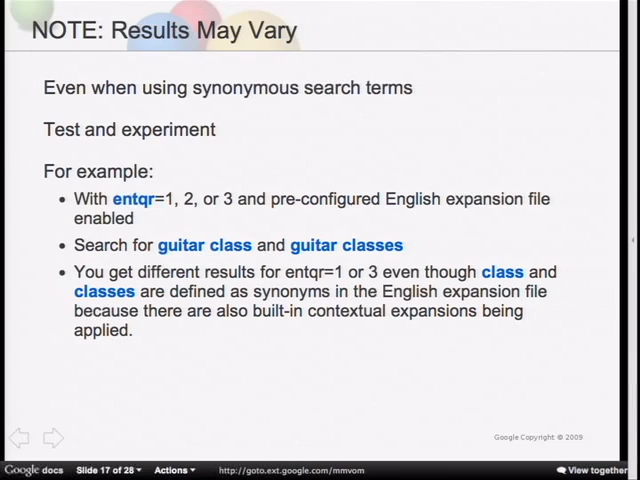 NOTE: Results May Vary
Even when using synonymous search terms
Test and experiment
For example:
• With entqr=1, 2, or 3 and pre-configured English expansion file
enabled
• Search for guitar class and guitar classes
• You get different results for entqr=1 or 3 even though class and
classes are defined as synonyms in the English expansion file
because there are also built-in contextual expansions being
applied.
Google Copyright © 2009
Google docs Slide 17 of 28 Actions http://goto.ext.google.com/mmvom View together